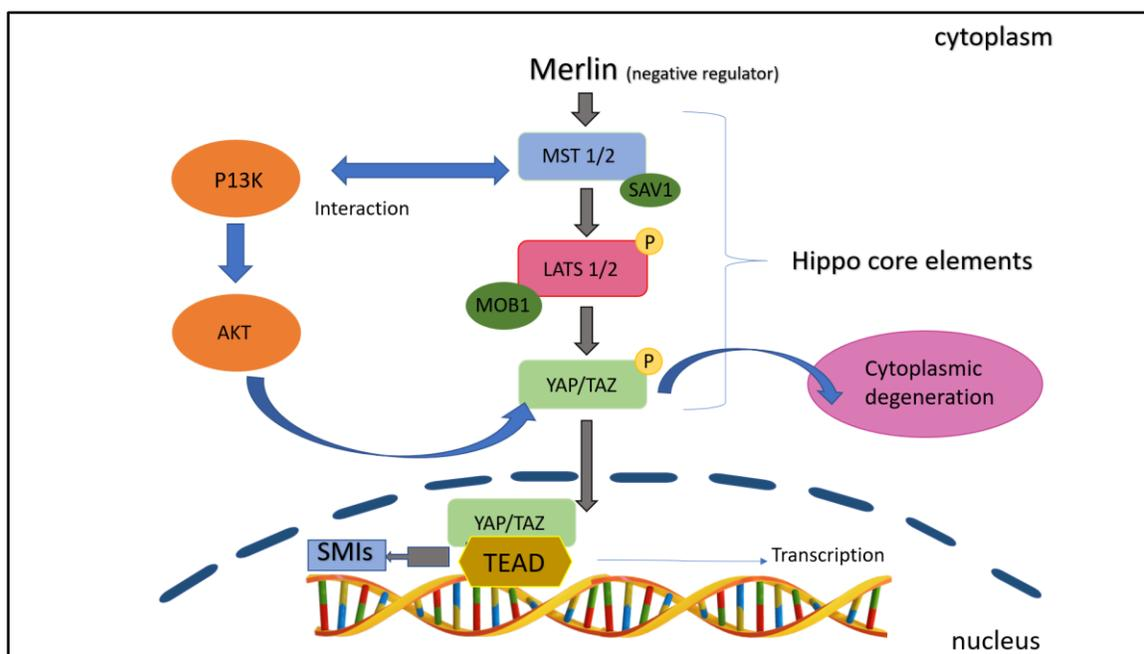 cytoplasm
Merlin (negative regulator)
MST 1/2
SAV1
P13K
Interaction
P
LATS 1/2
MOB1
Hippo core elements
AKT
P
YAP/TAZ
Cytoplasmic
degeneration
YAP/TAZ
SMIs
TEAD
Transcription
nucleus